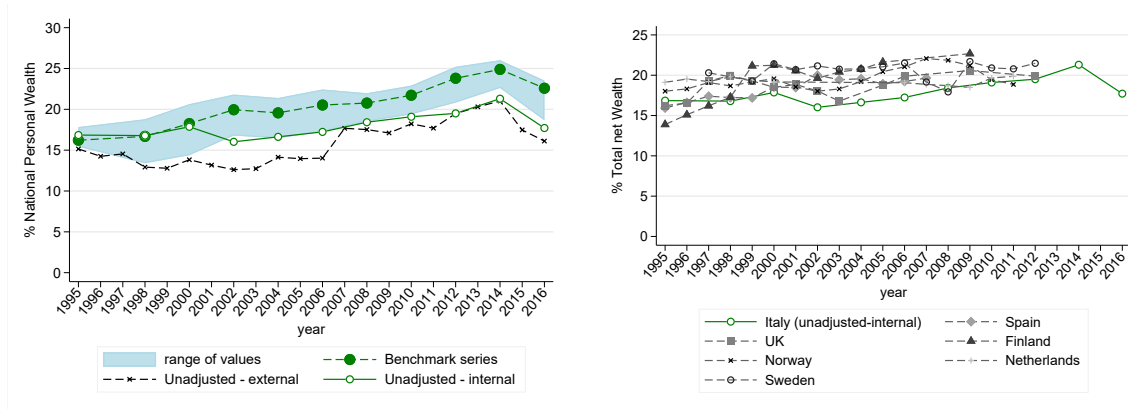 % National Personal Wealth
30
25
20
15
10
5
0
1995 1996 1997 1998 1999 2000 2001 2002 2003 2004 2005 2006 2007 2008 2009 2010 2011 2012 2013 2014 2015 2016
year
range of values Benchmark series
Unadjusted - external Unadjusted - internal
% Total net Wealth
25
20
15
10
5
0
1995 1996 1997 1998 1999 2000 2001 2002 2003 2004 2005 2006 2007 2008 2009 2010 2011 2012 2013 2014 2015 2016
year
Italy (unadjusted-internal) Spain
UK Finland
Norway Netherlands
Sweden